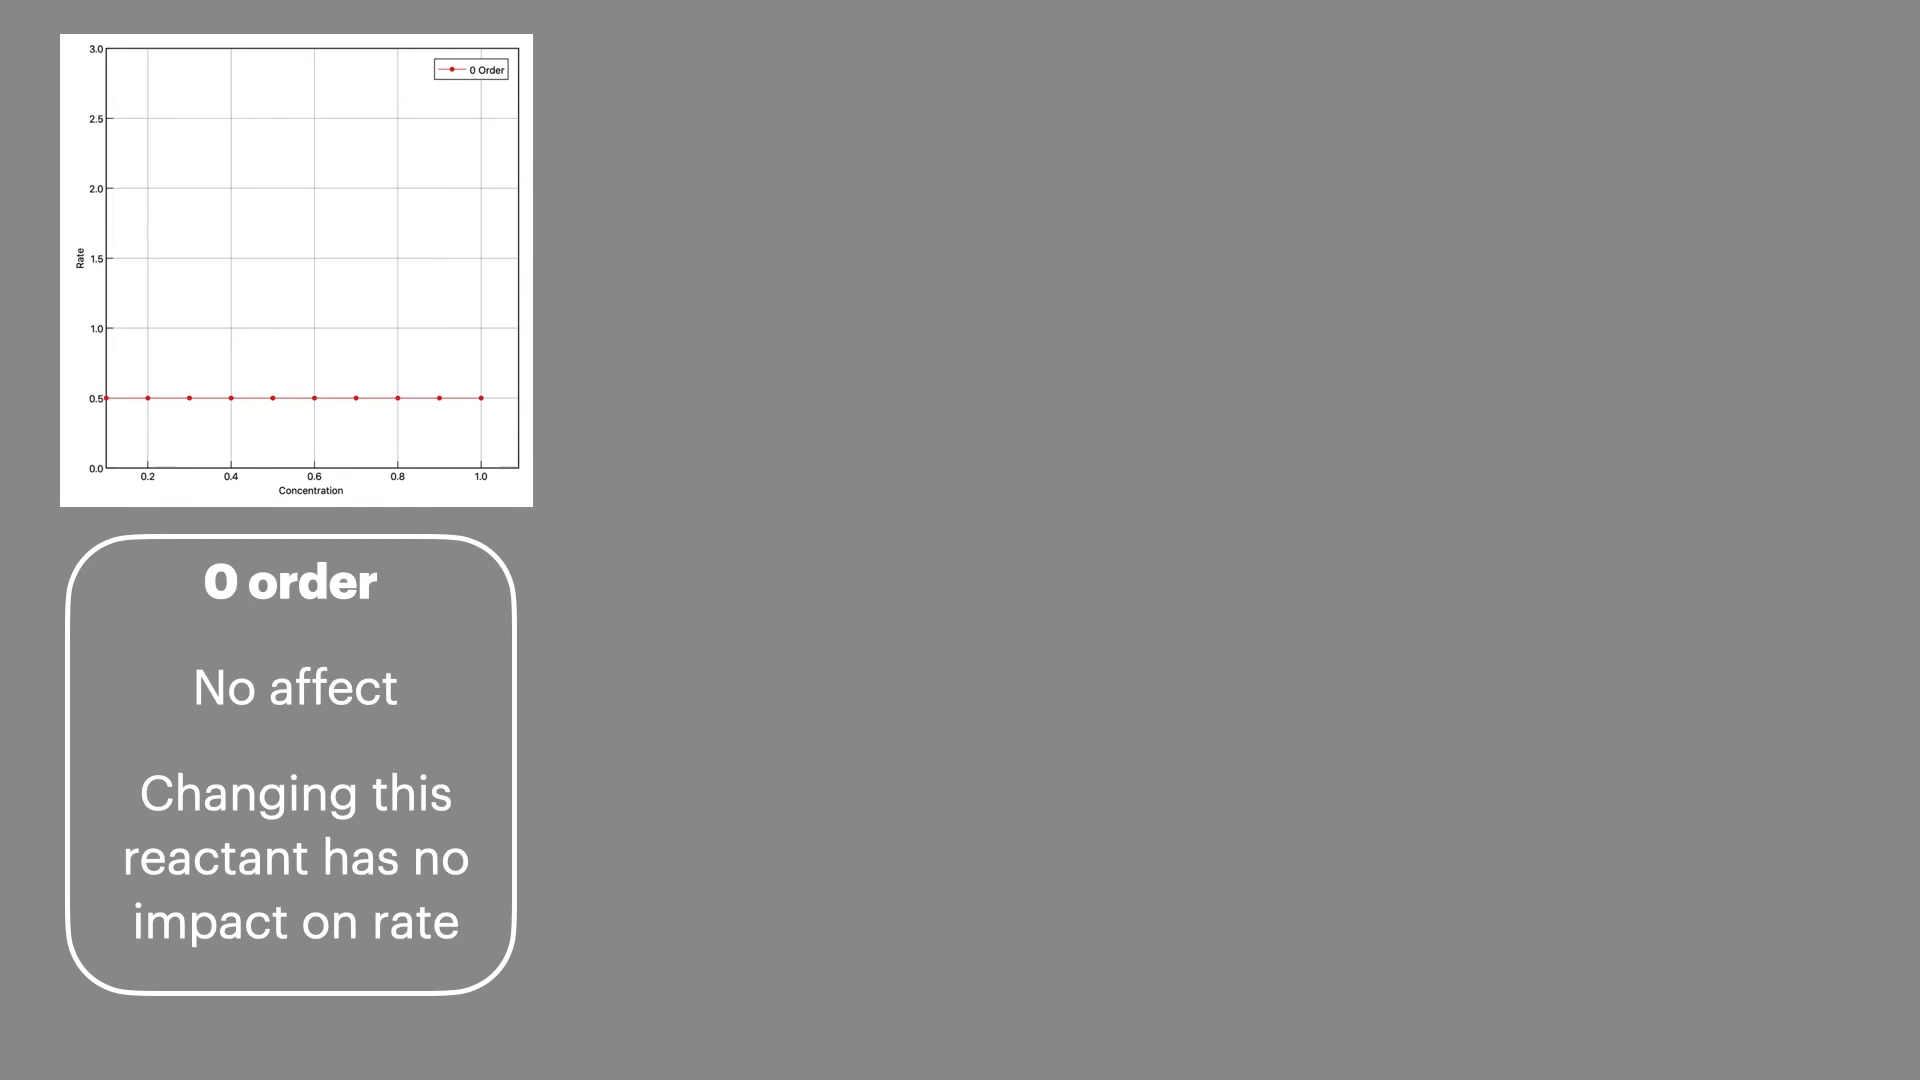 3.0
0 Order
2.5
2.0
Rate
1.5
1.0
0.5
0.0
0.2 0.4 0.6 0.8 1.0
Concentration
0 order
No affect
Changing this
reactant has no
impact on rate